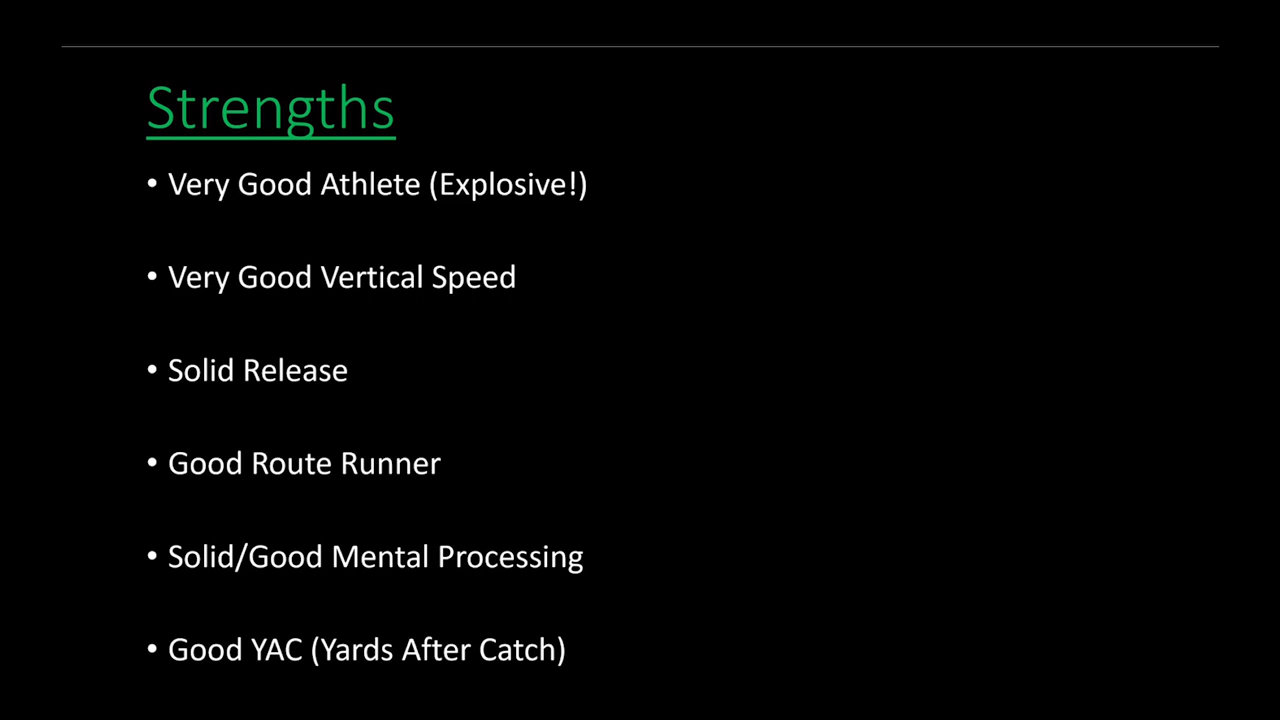 Strengths
• Very Good Athlete (Explosive!)
• Very Good Vertical Speed
• Solid Release
• Good Route Runner
• Solid/Good Mental Processing
• Good YAC (Yards After Catch)